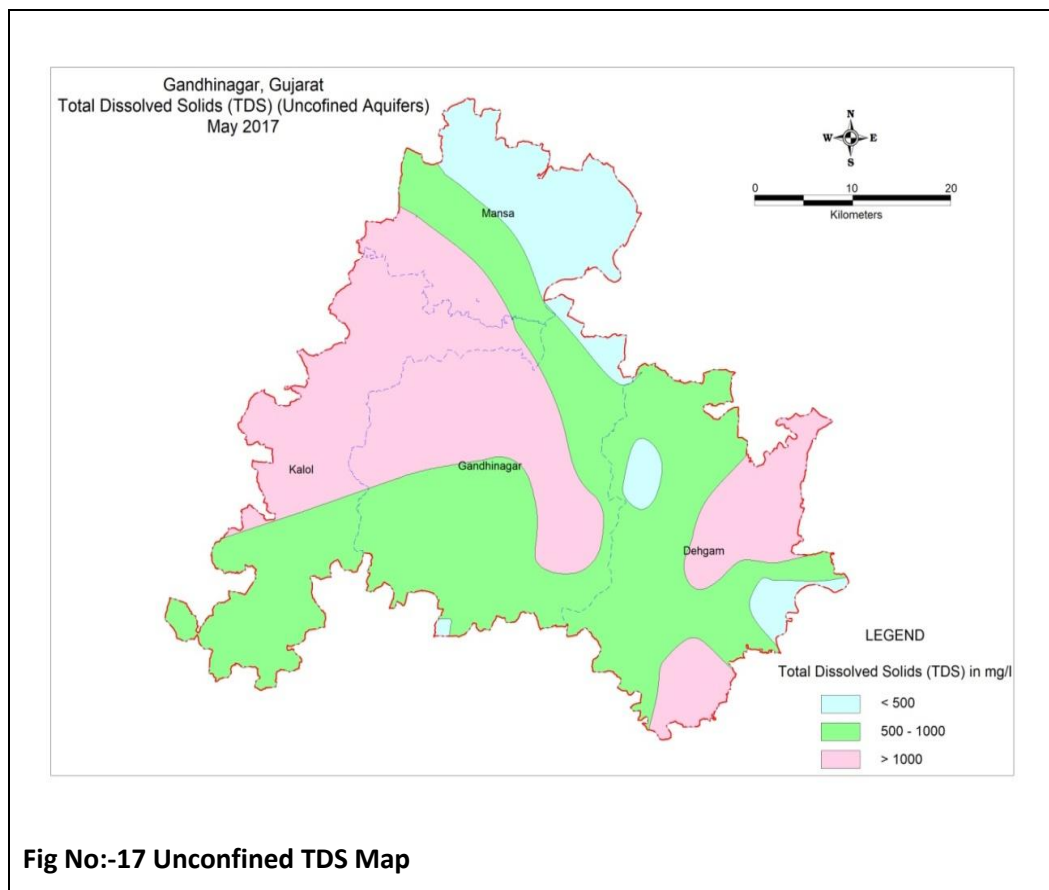 Gandhinagar, Gujarat
Total Dissolved Solids (TDS) (Uncofined Aquifers)
May 2017
N
W E
S
0 10 20
Kilometers
Mansa
Kalol
Gandhinagar
Dehgam
LEGEND
Total Dissolved Solids (TDS) in mg/l
< 500
500 - 1000
> 1000
Fig No:-17 Unconfined TDS Map